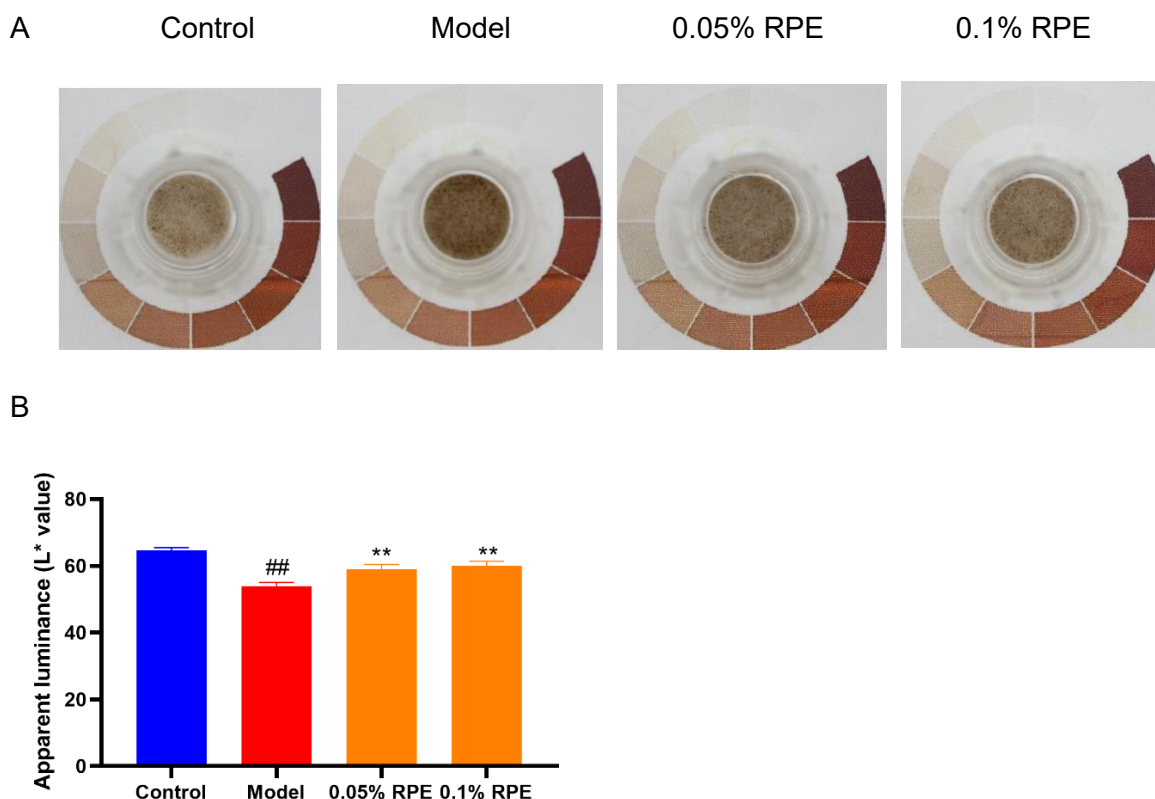 A
Control Model 0.05% RPE 0.1% RPE
B
Apparent luminance (L* value)
80
60
40
20
0
##
**
**
Control Model 0.05% RPE 0.1% RPE